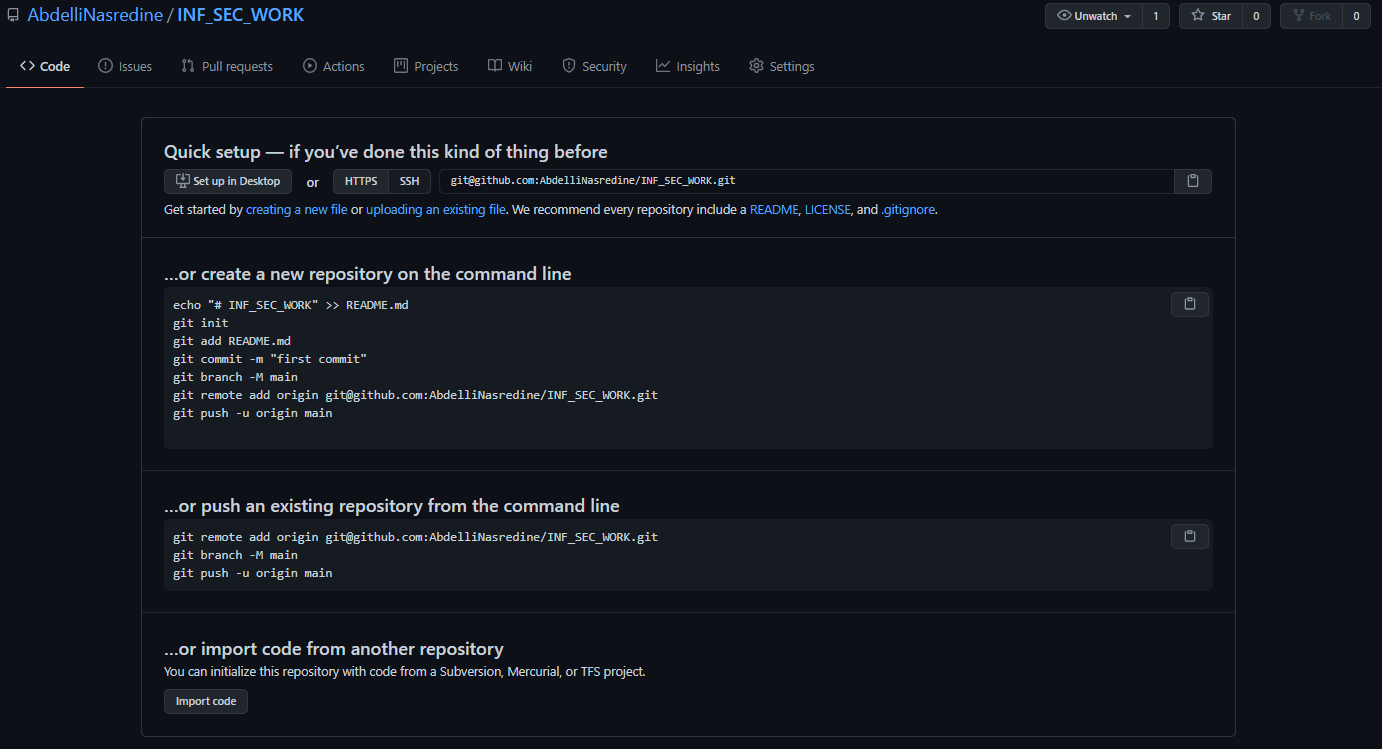 AbdelliNasredine / INF_SEC_WORK
Unwatch 1 Star 0 Fork 0
Code Issues Pull requests Actions Projects Wiki Security Insights Settings
Quick setup — if you’ve done this kind of thing before
Set up in Desktop or HTTPS SSH git@github.com:AbdelliNasredine/INF_SEC_WORK.git
Get started by creating a new file or uploading an existing file. We recommend every repository include a README, LICENSE, and .gitignore.
…or create a new repository on the command line
echo "# INF_SEC_WORK" >> README.md
git init
git add README.md
git commit -m "first commit"
git branch -M main
git remote add origin git@github.com:AbdelliNasredine/INF_SEC_WORK.git
git push -u origin main
…or push an existing repository from the command line
git remote add origin git@github.com:AbdelliNasredine/INF_SEC_WORK.git
git branch -M main
git push -u origin main
…or import code from another repository
You can initialize this repository with code from a Subversion, Mercurial, or TFS project.
Import code